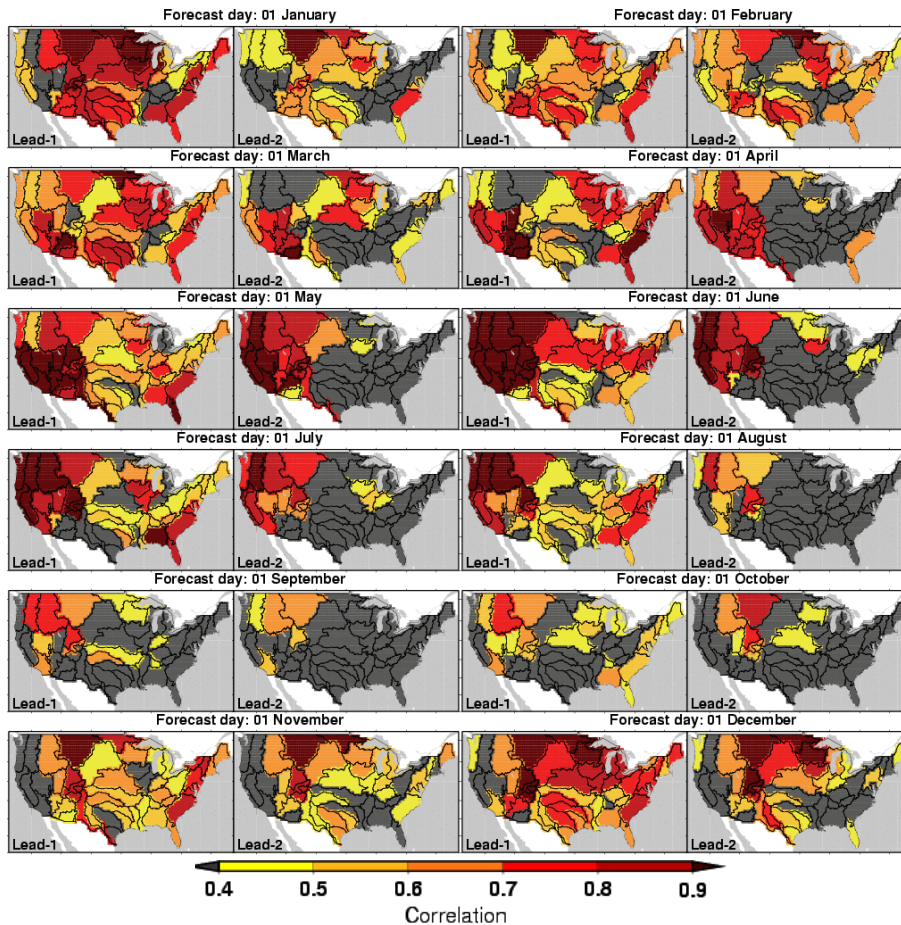 Forecast day: 01 January
Forecast day: 01 February
Lead-1
Lead-2
Lead-1
Lead-2
Forecast day: 01 March
Forecast day: 01 April
Lead-1
Lead-2
Lead-1
Lead-2
Forecast day: 01 May
Forecast day: 01 June
Lead-1
Lead-2
Lead-1
Lead-2
Forecast day: 01 July
Forecast day: 01 August
Lead-1
Lead-2
Lead-1
Lead-2
Forecast day: 01 September
Forecast day: 01 October
Lead-1
Lead-2
Lead-1
Lead-2
Forecast day: 01 November
Forecast day: 01 December
Lead-1
Lead-2
Lead-1
Lead-2
0.4 0.5 0.6 0.7 0.8 0.9
Correlation